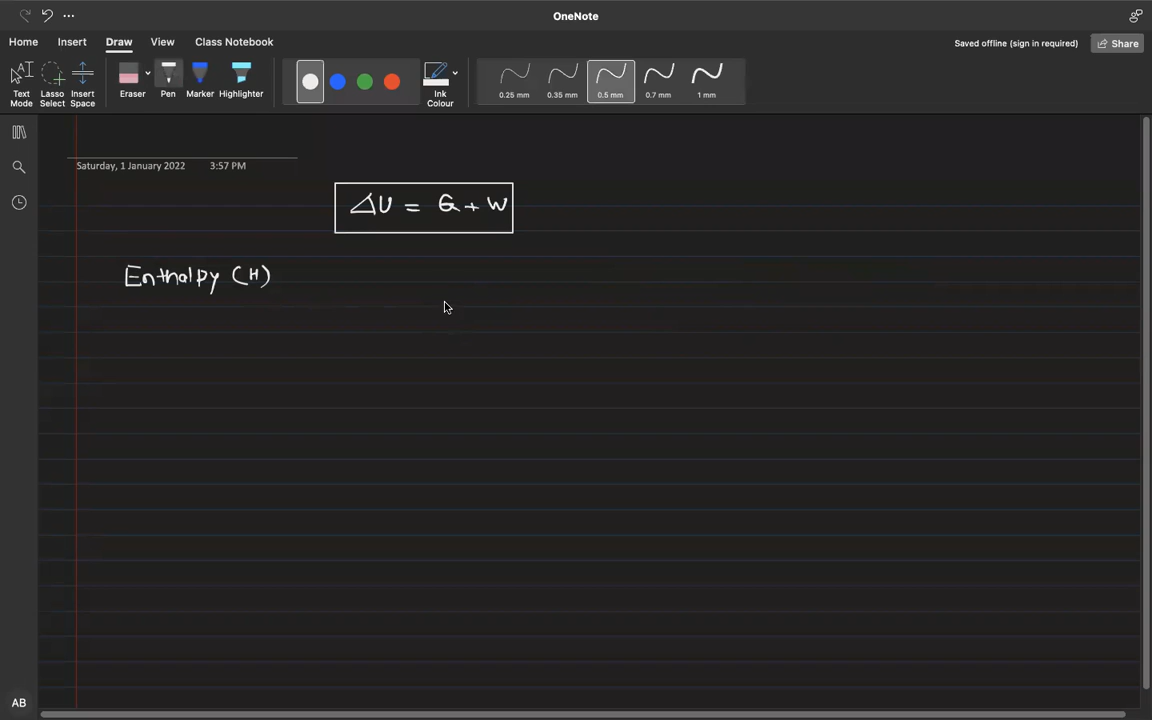 OneNote
Home Insert Draw View Class Notebook
Saved offline (sign in required) Share
Text Mode
Lasso Select
Insert Space
Eraser
Pen
Marker
Highlighter
Ink Colour
0.25 mm
0.35 mm
0.5 mm
0.7 mm
1 mm
Saturday, 1 January 2022 3:57 PM
ΔU = Q + W
Enthalpy (H)
AB